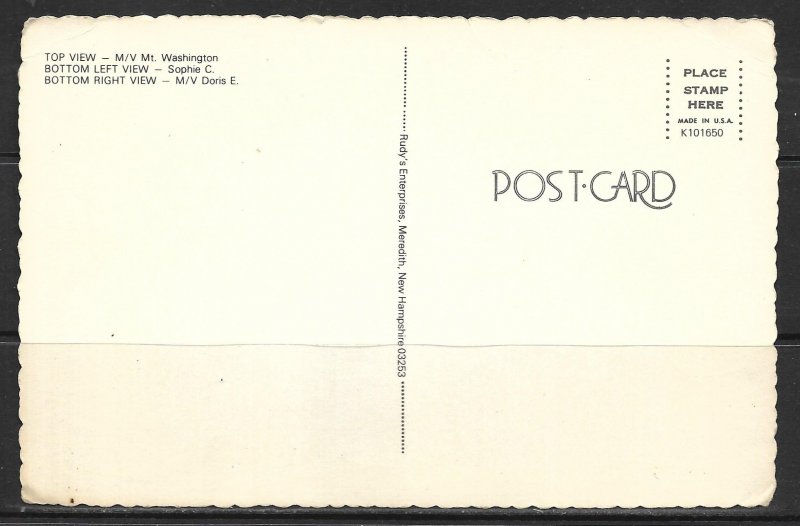 TOP VIEW – M/V Mt. Washington
BOTTOM LEFT VIEW – Sophie C.
BOTTOM RIGHT VIEW – M/V Doris E.
Rudy's Enterprises, Meredith, New Hampshire 03253
PLACE
STAMP
HERE
MADE IN U.S.A.
K101650
POST·CARD